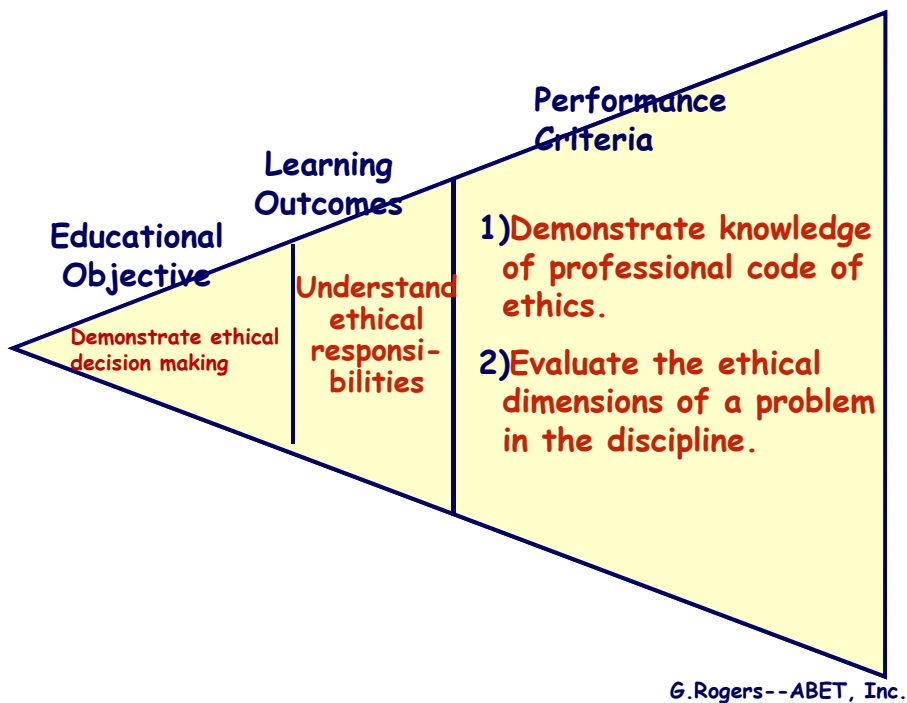 Educational
Objective
Demonstrate ethical
decision making
Learning
Outcomes
Understand
ethical
responsi-
bilities
Performance
Criteria
1)Demonstrate knowledge
of professional code of
ethics.
2)Evaluate the ethical
dimensions of a problem
in the discipline.
G.Rogers--ABET, Inc.